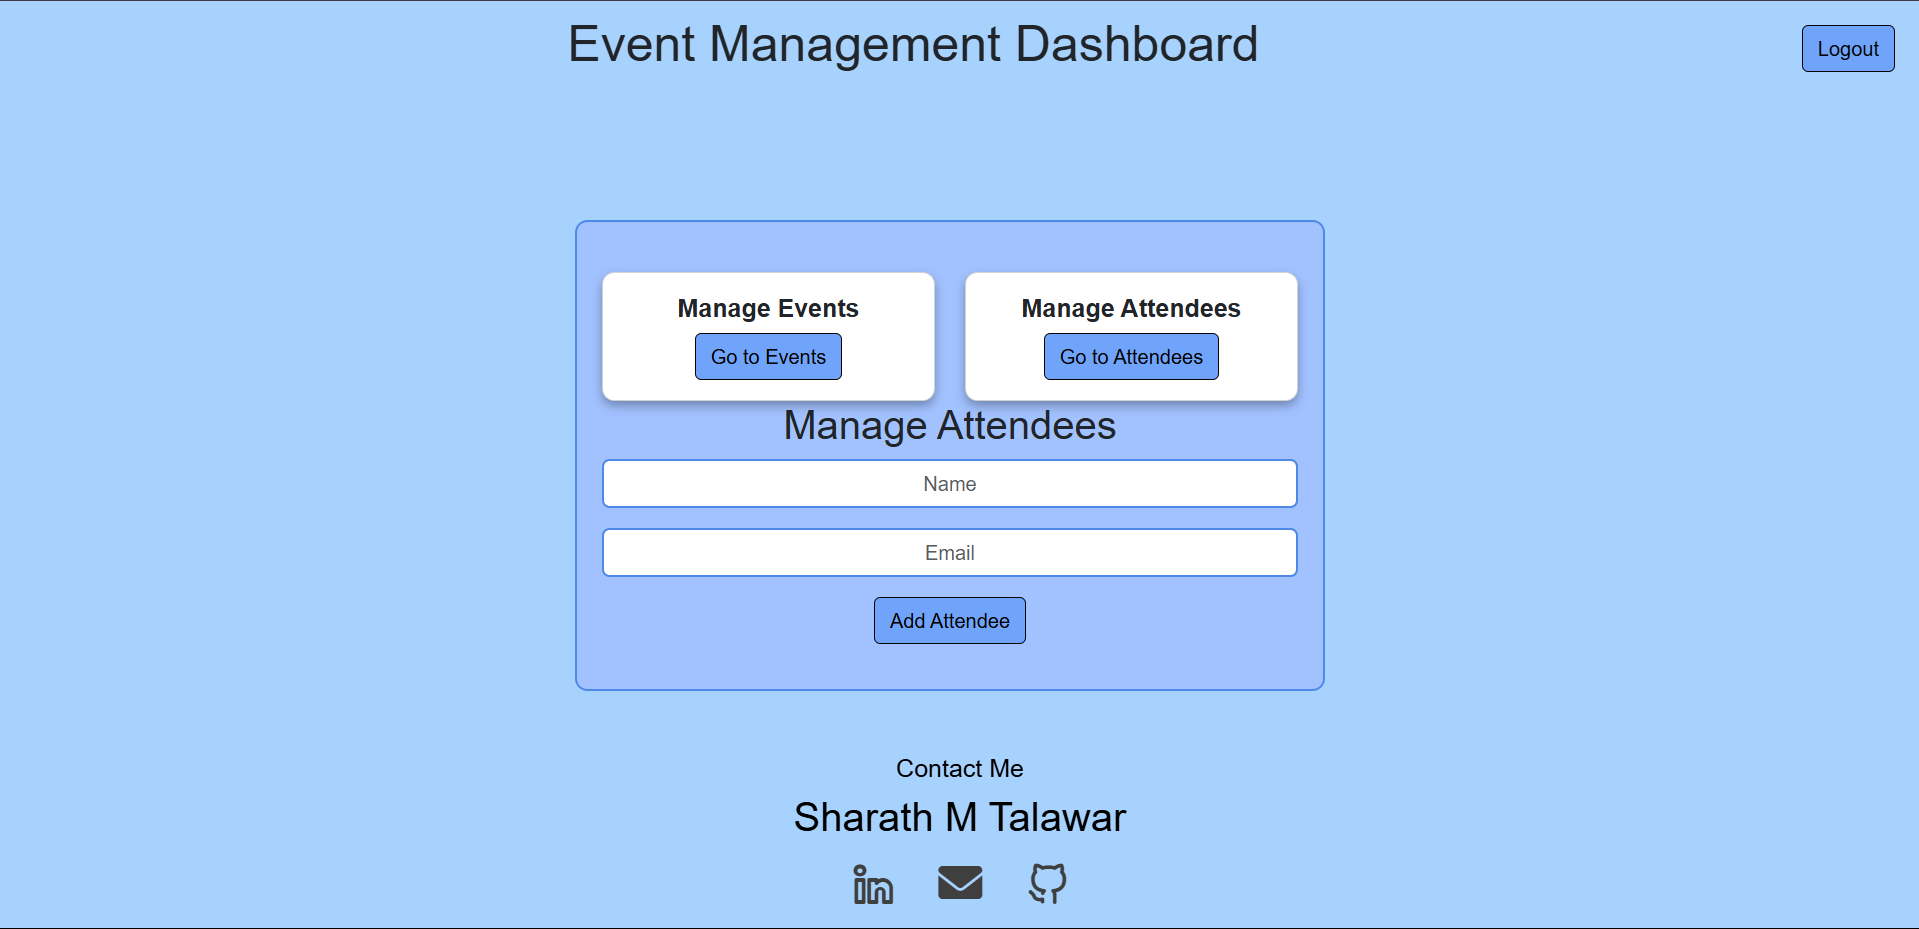 Event Management Dashboard
Logout
Manage Events
Go to Events
Manage Attendees
Go to Attendees
Manage Attendees
Name
Email
Add Attendee
Contact Me
Sharath M Talawar
in